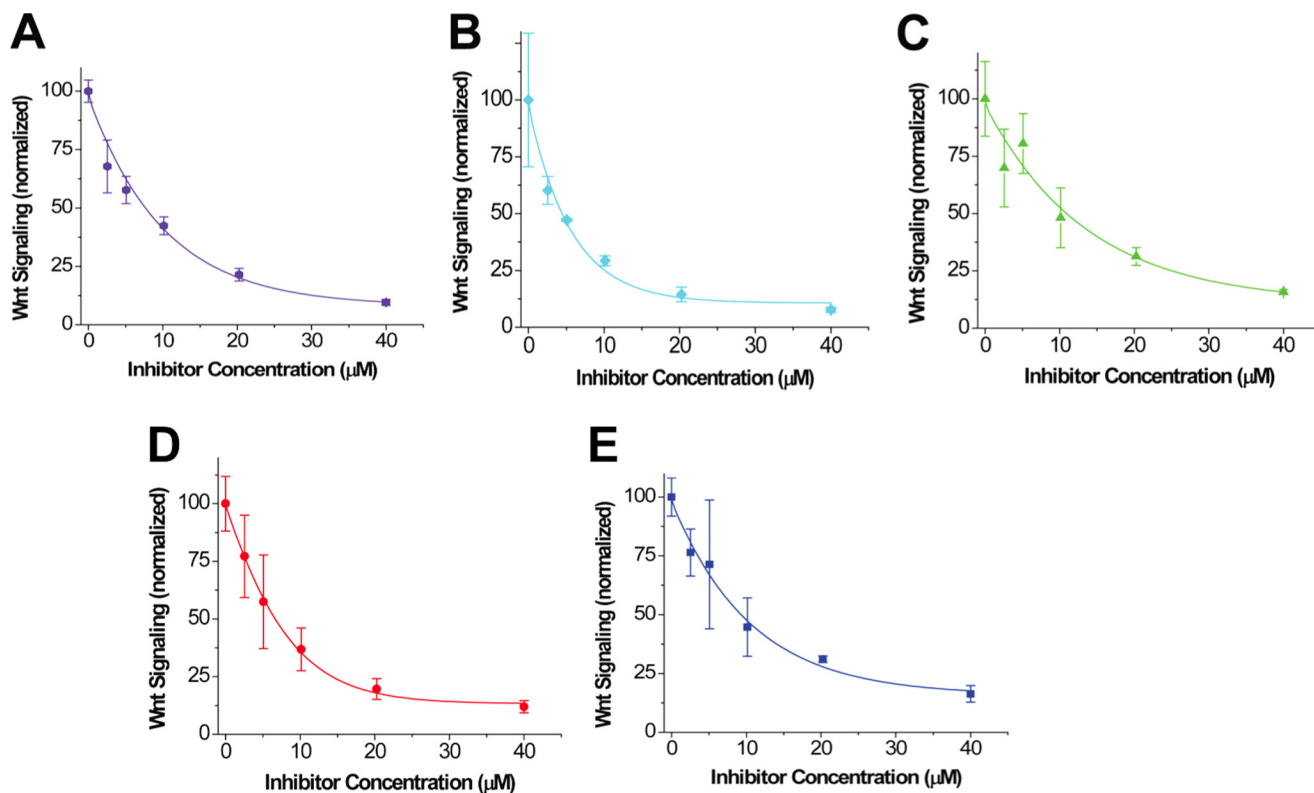 A
Wnt Signaling (normalized)
100
75
50
25
0
0 10 20 30 40
Inhibitor Concentration (μM)
B
Wnt Signaling (normalized)
100
75
50
25
0
0 10 20 30 40
Inhibitor Concentration (μM)
C
Wnt Signaling (normalized)
100
75
50
25
0
0 10 20 30 40
Inhibitor Concentration (μM)
D
Wnt Signaling (normalized)
100
75
50
25
0
0 10 20 30 40
Inhibitor Concentration (μM)
E
Wnt Signaling (normalized)
100
75
50
25
0
0 10 20 30 40
Inhibitor Concentration (μM)